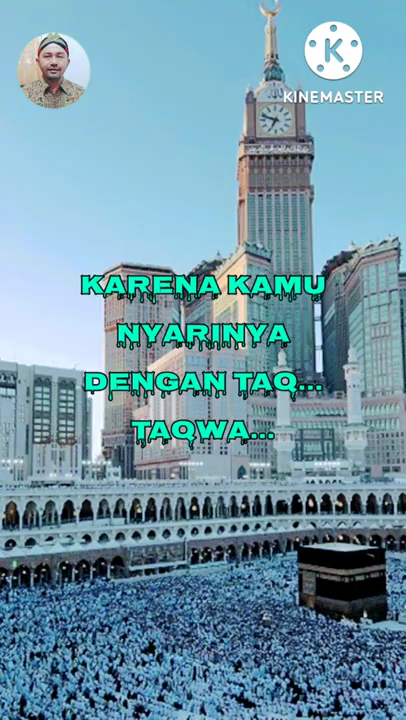 KINEMASTER
KARENA KAMU
NYARINYA
DENGAN TAQ...
TAQWA...